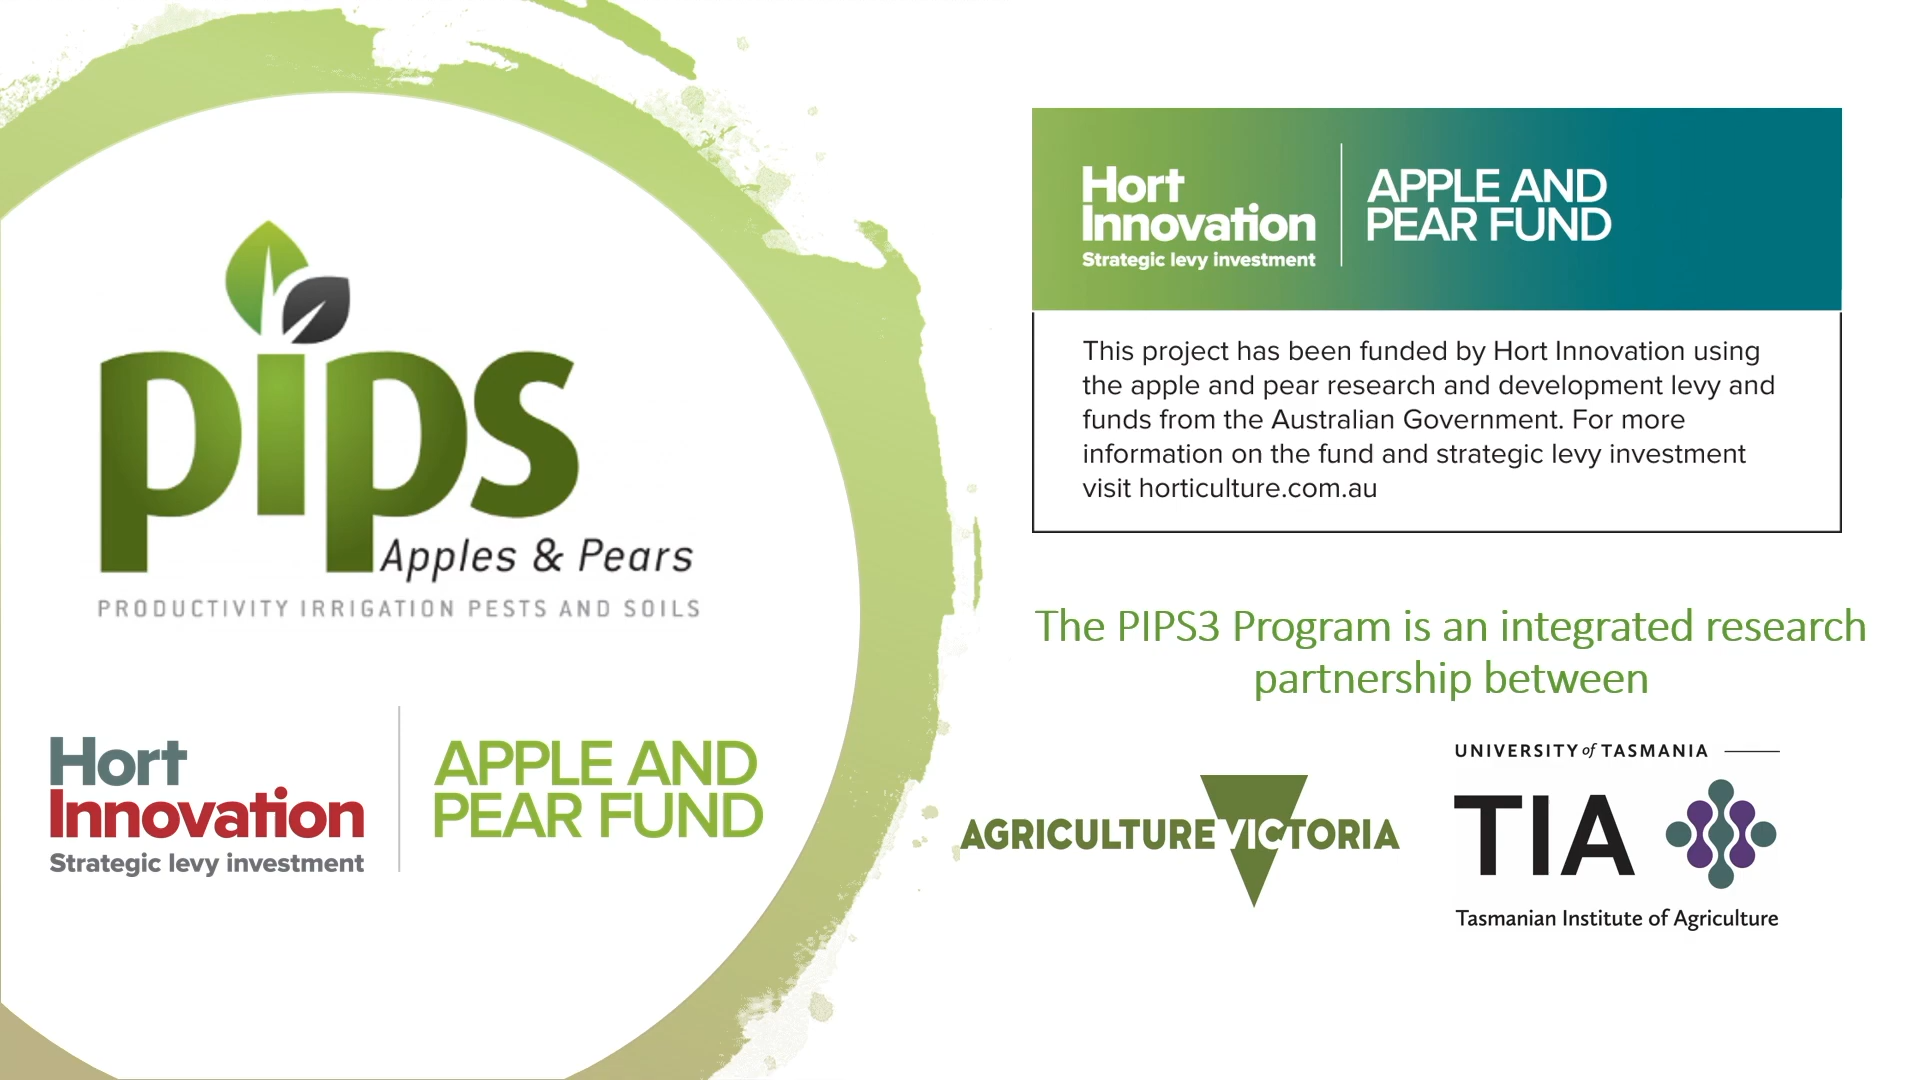 pips
Apples & Pears
PRODUCTIVITY IRRIGATION PESTS AND SOILS
Hort
Innovation
Strategic levy investment
APPLE AND
PEAR FUND
Hort
Innovation
Strategic levy investment
APPLE AND
PEAR FUND
This project has been funded by Hort Innovation using
the apple and pear research and development levy and
funds from the Australian Government. For more
information on the fund and strategic levy investment
visit horticulture.com.au
The PIPS3 Program is an integrated research
partnership between
AGRICULTURE VICTORIA
UNIVERSITY of TASMANIA
TIA
Tasmanian Institute of Agriculture